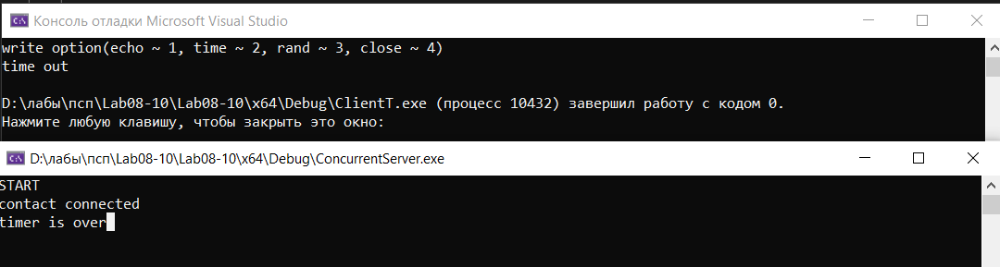 Консоль отладки Microsoft Visual Studio
write option(echo ~ 1, time ~ 2, rand ~ 3, close ~ 4)
time out
D:\лабы\псп\Lab08-10\Lab08-10\x64\Debug\ClientT.exe (процесс 10432) завершил работу с кодом 0.
Нажмите любую клавишу, чтобы закрыть это окно:
D:\лабы\псп\Lab08-10\Lab08-10\x64\Debug\ConcurrentServer.exe
START
contact connected
timer is over